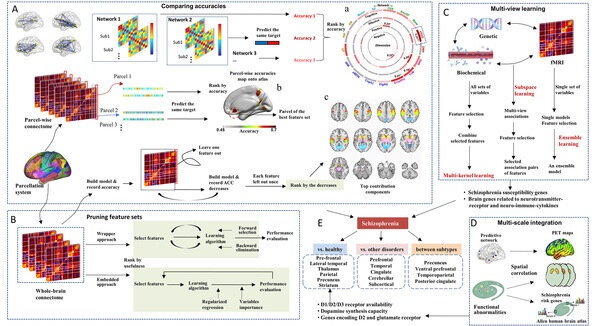 A
Comparing accuracies
Network 1
Network 2
Sub1
Sub2
Sub1
Sub2
Predict the
same target
Network 3
Accuracy 1
Accuracy 2
Accuracy 3
Rank by
accuracy
a
Parcel 1
Parcel 2
Parcel 3
Parcel-wise
connectome
Predict the
same target
Rank by
accuracy
Parcel-wise accuracies
map onto atlas
b
Parcel of the
best feature set
Accuracy
c
Top contribution
components
Parcellation
system
Build model &
record accuracy
Leave one
feature out
Build model &
record ACC
decreases
Each feature
left out once
Rank by the decreases
B
Pruning feature sets
Wrapper
approach
Select features
Learning
algorithm
Forward
selection
Backward
elimination
Performance
evaluation
Rank by
usefulness
Whole-brain
connectome
Embedded
approach
Select features
Learning
algorithm
Performance
evaluation
Regularized
regression
Variables
importance
C
Multi-view learning
Genetic
Biochemical
fMRI
All sets of
variables
Subspace
learning
Single set of
variables
Feature selection
Multi-view
associations
Single models
Feature selection
Combine selected
features
Feature selection
Ensemble
learning
Multi-kernel learning
Selected
association pairs
of features
An ensemble
model
• Schizophrenia susceptibility genes
• Brain genes related to neurotransmitter-
receptor and neuro-immune-cytokines
D
Multi-scale integration
Predictive
network
PET maps
Spatial
correlation
Functional
abnormalities
Schizophrenia
risk genes
Allen human brain atlas
E
Schizophrenia
vs. healthy
Pre-frontal
Lateral temporal
Thalamus
Parietal
Precuneus
Striatum
vs. other disorders
Prefrontal
Temporal
Cingulate
Cerebellar
Subcortical
between subtypes
Precuneus
Ventral prefrontal
Temporoparietal
Posterior cingulate
• D1/D2/D3 receptor availability
• Dopamine synthesis capacity
• Genes encoding D2 and glutamate receptor